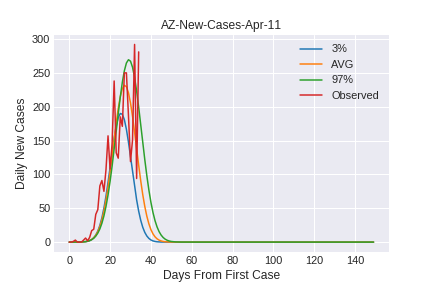 AZ-New-Cases-Apr-11
300
250
200
150
100
50
0
Daily New Cases
3%
AVG
97%
Observed
0 20 40 60 80 100 120 140
Days From First Case